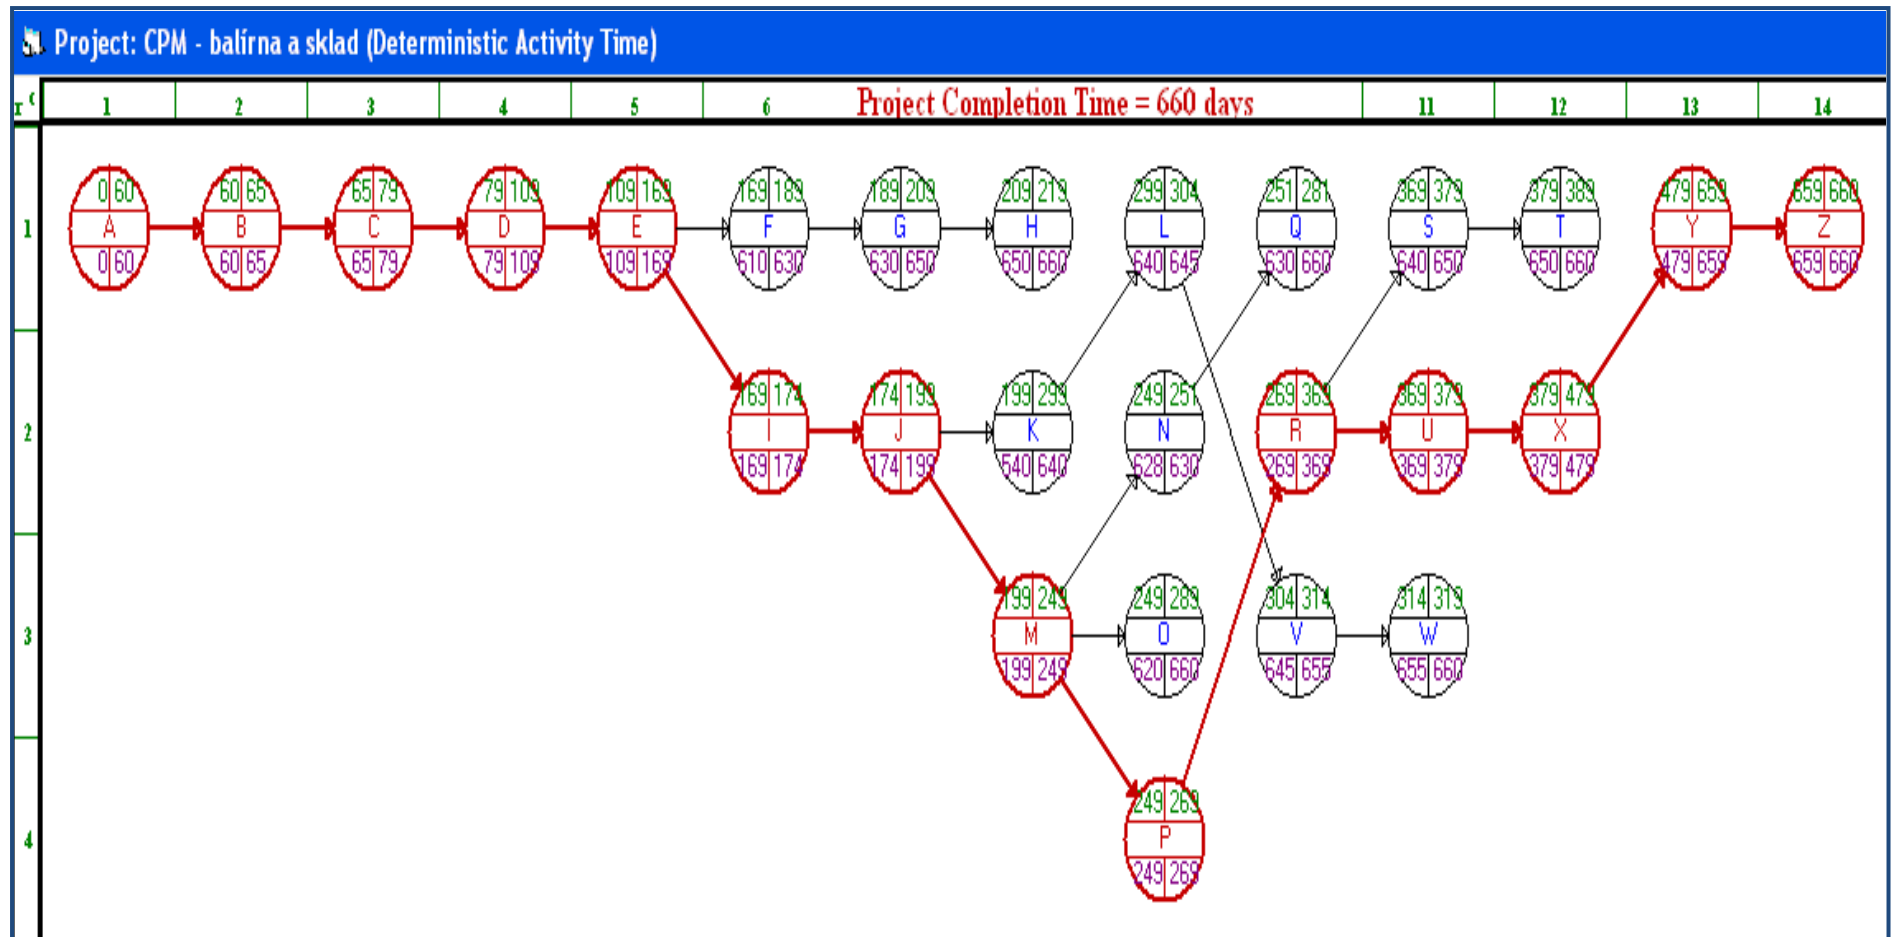 Project: CPM - balírna a sklad (Deterministic Activity Time)
r c 1 2 3 4 5 6 Project Completion Time = 660 days 11 12 13 14
0 60 60 65 65 79 79 109 109 169 169 189 189 209 209 219 299 304 251 281 369 379 379 389 479 659 659 660
1 A B C D E F G H L Q S T Y Z
0 60 60 65 65 79 79 109 109 169 610 630 630 650 650 660 640 645 630 660 640 650 650 660 479 659 659 660
169 174 174 199 199 299 249 251 269 369 369 379 379 479
2 I J K N R U X
169 174 174 199 540 640 628 630 269 369 369 379 379 479
199 249 249 289 304 314 314 319
3 M O V W
199 249 620 660 645 655 655 660
249 269
4 P
249 269